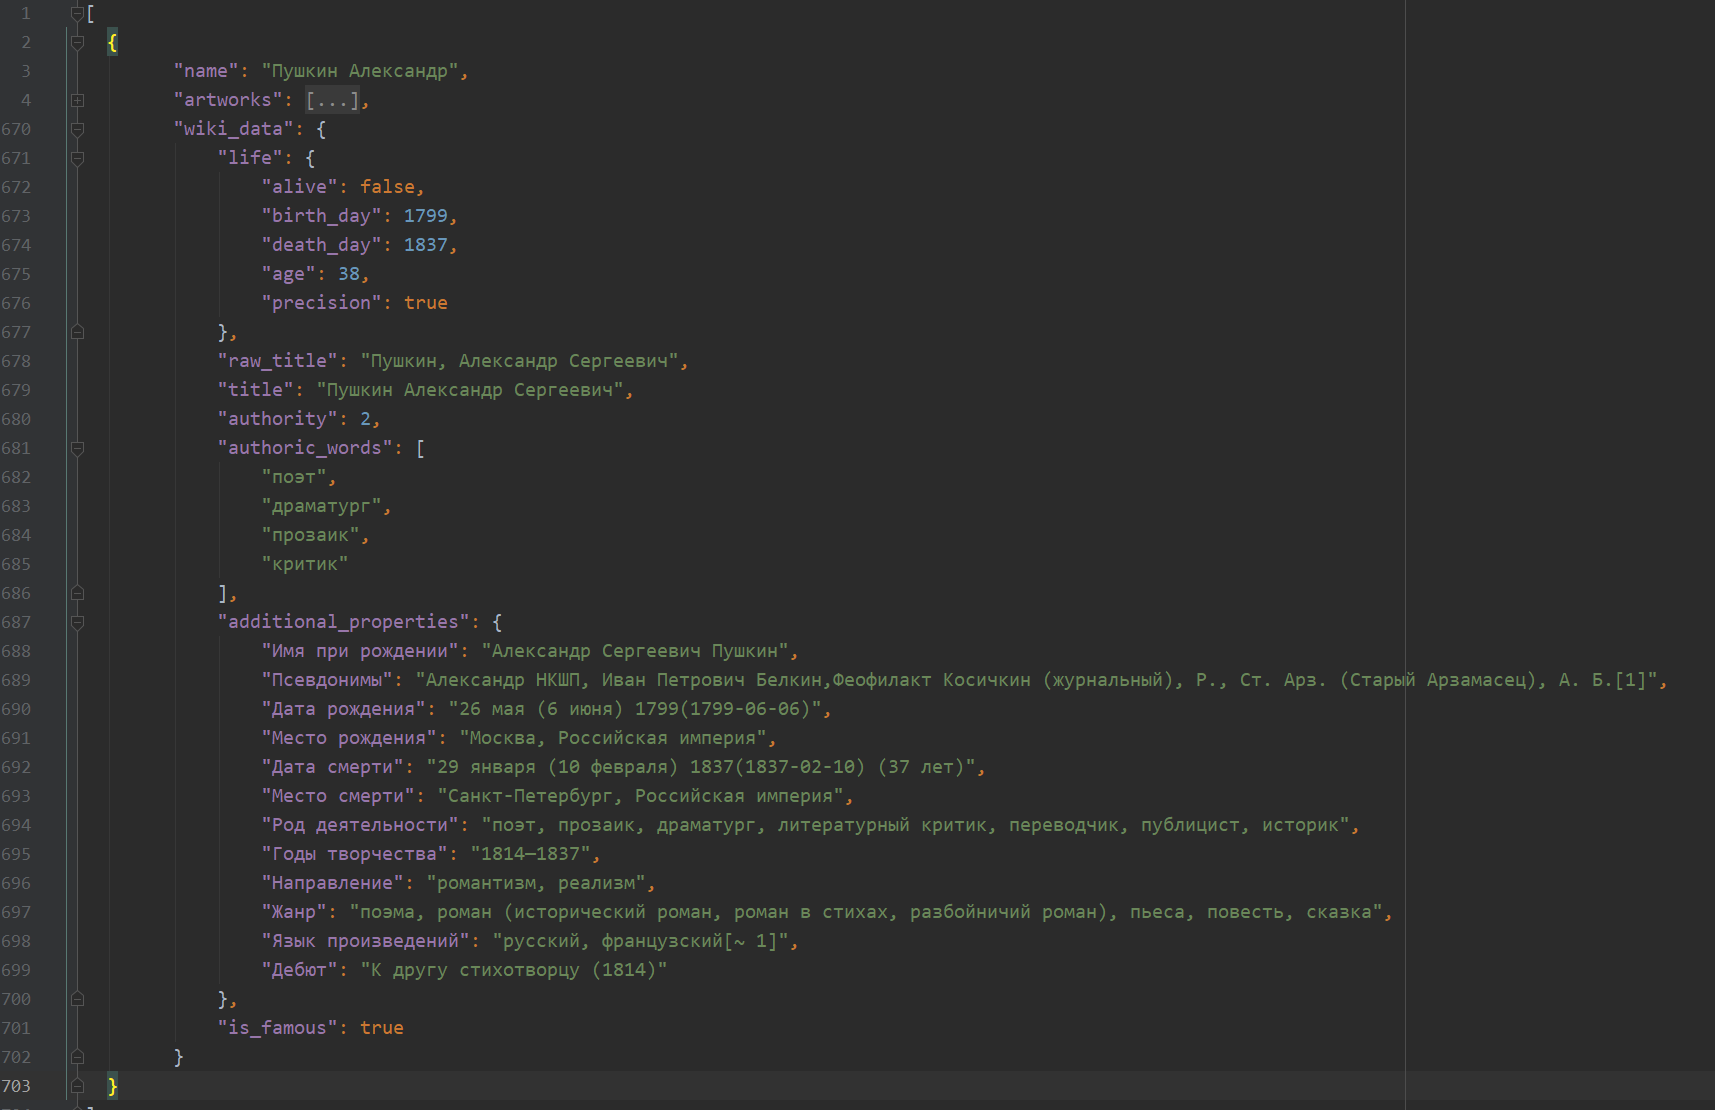 1 [
2 {
3 "name": "Пушкин Александр",
4 "artworks": [...],
670 "wiki_data": {
671 "life": {
672 "alive": false,
673 "birth_day": 1799,
674 "death_day": 1837,
675 "age": 38,
676 "precision": true
677 },
678 "raw_title": "Пушкин, Александр Сергеевич",
679 "title": "Пушкин Александр Сергеевич",
680 "authority": 2,
681 "authoric_words": [
682 "поэт",
683 "драматург",
684 "прозаик",
685 "критик"
686 ],
687 "additional_properties": {
688 "Имя при рождении": "Александр Сергеевич Пушкин",
689 "Псевдонимы": "Александр НКШП, Иван Петрович Белкин,Феофилакт Косичкин (журнальный), Р., Ст. Арз. (Старый Арзамасец), А. Б.[1]",
690 "Дата рождения": "26 мая (6 июня) 1799(1799-06-06)",
691 "Место рождения": "Москва, Российская империя",
692 "Дата смерти": "29 января (10 февраля) 1837(1837-02-10) (37 лет)",
693 "Место смерти": "Санкт-Петербург, Российская империя",
694 "Род деятельности": "поэт, прозаик, драматург, литературный критик, переводчик, публицист, историк",
695 "Годы творчества": "1814—1837",
696 "Направление": "романтизм, реализм",
697 "Жанр": "поэма, роман (исторический роман, роман в стихах, разбойничий роман), пьеса, повесть, сказка",
698 "Язык произведений": "русский, французский[~ 1]",
699 "Дебют": "К другу стихотворцу (1814)"
700 },
701 "is_famous": true
702 }
703 }